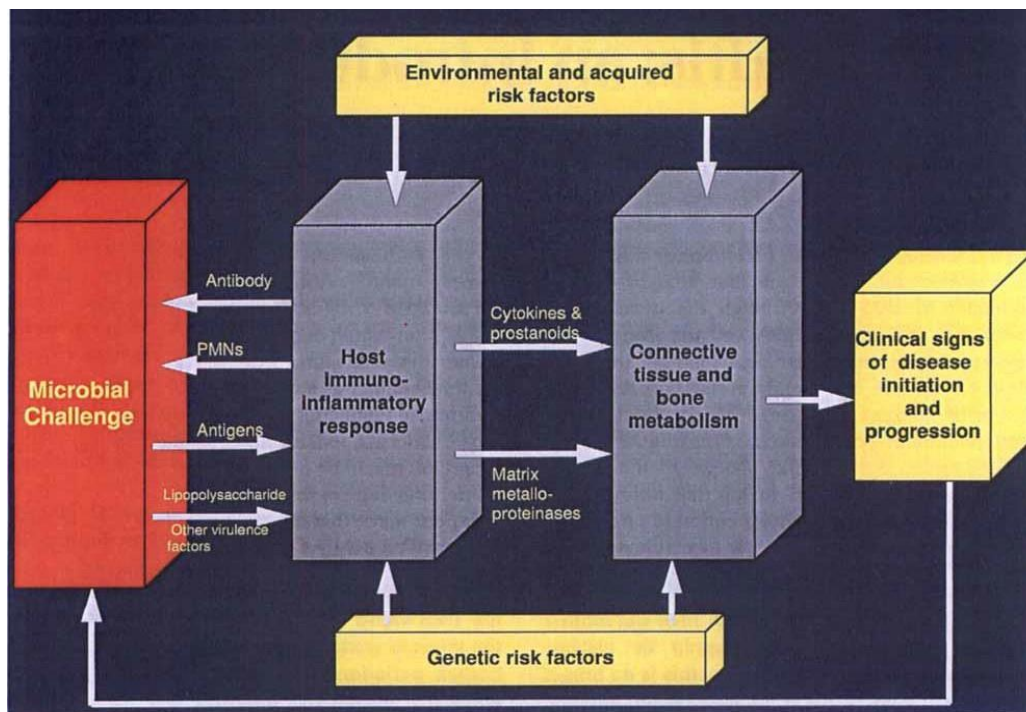 Environmental and acquired
risk factors
Antibody
PMNs
Microbial
Challenge
Antigens
Lipopolysaccharide
Other virulence
factors
Host
Immuno-
inflammatory
response
Cytokines &
prostanoids
Matrix
metallo-
proteinases
Connective
tissue and
bone
metabolism
Clinical signs
of disease
initiation
and
progression
Genetic risk factors